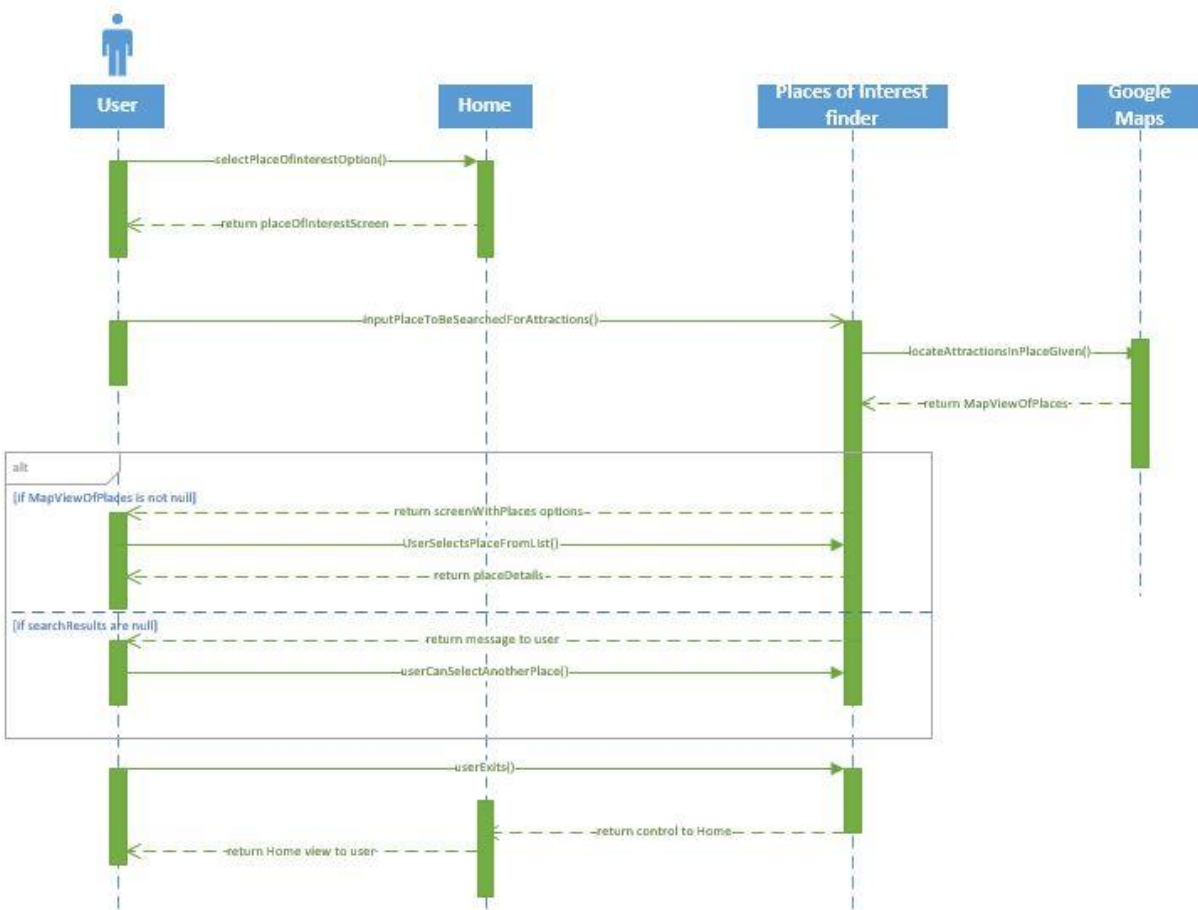 User
Home
Places of Interest
finder
Google
Maps
selectPlaceOfInterestOption()
return placeOfInterestScreen
inputPlaceToBeSearchedForAttractions()
locateAttractionsInPlaceGiven()
return MapViewOfPlaces
alt
[if MapViewOfPlaces is not null]
return screenWithPlaces options
UserSelectsPlaceFromList()
return placeDetails
[if searchResults are null]
return message to user
userCanSelectAnotherPlace()
userExits()
return control to Home
return Home view to user